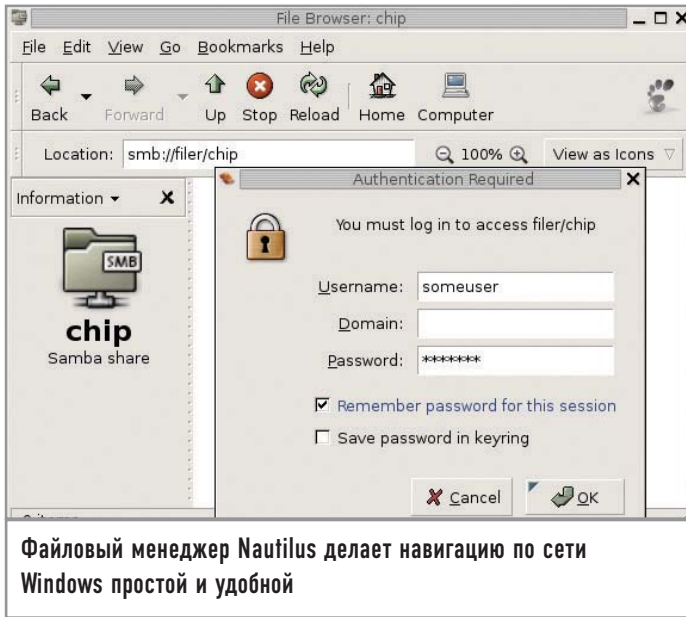 File Browser: chip
File Edit View Go Bookmarks Help
Back Forward Up Stop Reload Home Computer
Location: smb://filer/chip 100% View as Icons
Information
SMB
chip
Samba share
Authentication Required
You must log in to access filer/chip
Username: someuser
Domain:
Password: *******
Remember password for this session
Save password in keyring
Cancel OK
Файловый менеджер Nautilus делает навигацию по сети
Windows простой и удобной